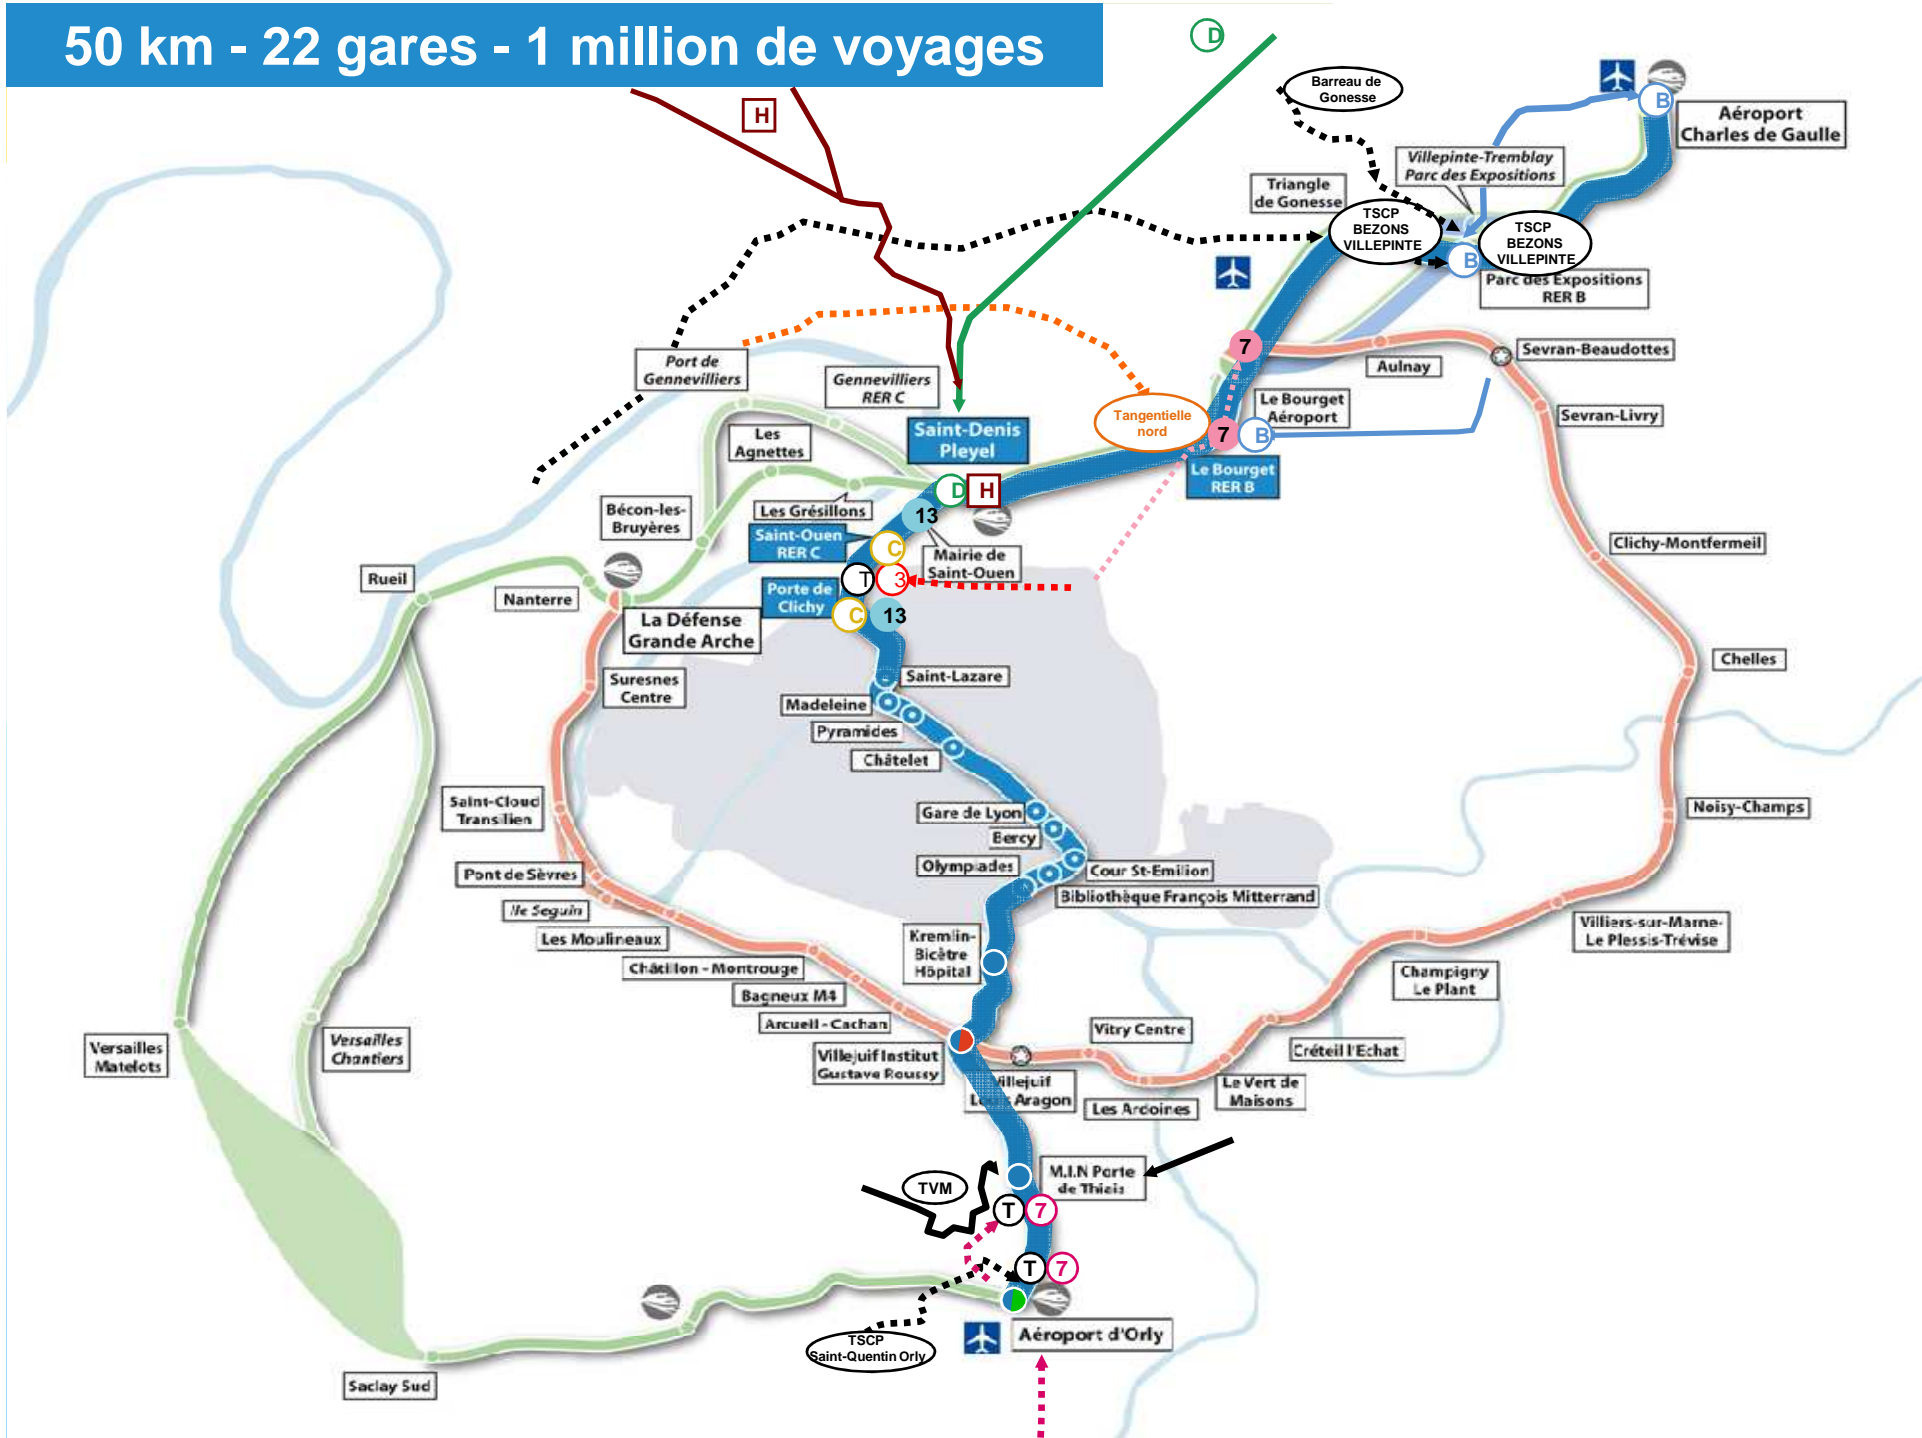 50 km - 22 gares - 1 million de voyages
D
H
Barreau de
Gonesse
B
Aéroport
Charles de Gaulle
Villepinte-Tremblay
Parc des Expositions
Triangle
de Gonesse
TSCP
BEZONS
VILLEPINTE
TSCP
BEZONS
VILLEPINTE
B
Parc des Expositions
RER B
Port de
Gennevilliers
Gennevilliers
RER C
7
Aulnay
Sevran-Beaudottes
Le Bourget
Aéroport
Sevran-Livry
Tangentielle
nord
7
B
Saint-Denis
Pleyel
Les
Agnettes
Le Bourget
RER B
D
H
Bécon-les-
Bruyères
Les Grésillons
13
Saint-Ouen
RER C
C
Mairie de
Saint-Ouen
Clichy-Montfermeil
Rueil
Nanterre
T
3
Porte de
Clichy
C
13
La Défense
Grande Arche
Chelles
Suresnes
Centre
Saint-Lazare
Madeleine
Pyramides
Châtelet
Saint-Cloud
Transilien
Gare de Lyon
Bercy
Noisy-Champs
Olympiades
Cour St-Emilion
Pont de Sèvres
Bibliothèque François Mitterrand
Ile Seguin
Les Moulineaux
Kremlin-
Bicêtre
Hôpital
Villiers-sur-Marne-
Le Plessis-Trévise
Châtillon - Montrouge
Champigny
Le Plant
Bagneux M4
Arcueil - Cachan
Vitry Centre
Versailles
Matelots
Versailles
Chantiers
Villejuif Institut
Gustave Roussy
Créteil l'Echat
Villejuif
Louis Aragon
Le Vert de
Maisons
Les Ardoines
M.I.N Porte
de Thiais
TVM
T
7
T
7
TSCP
Saint-Quentin Orly
Aéroport d'Orly
Saclay Sud